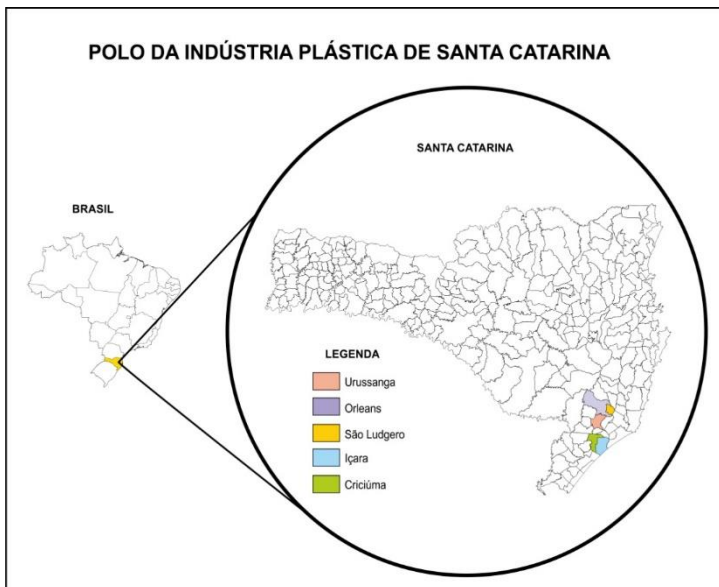 POLO DA INDÚSTRIA PLÁSTICA DE SANTA CATARINA
SANTA CATARINA
BRASIL
LEGENDA
Urussanga
Orleans
São Ludgero
Içara
Criciúma